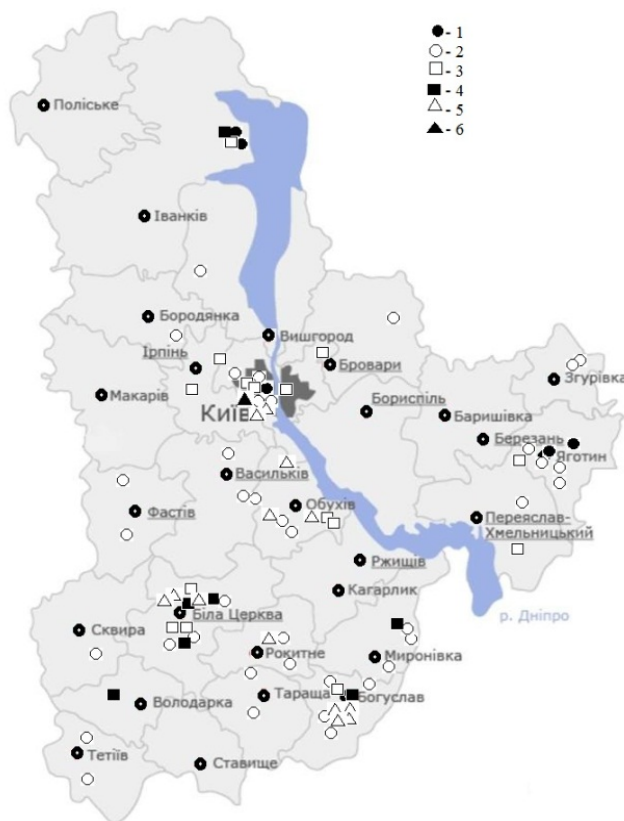 - 1
- 2
- 3
- 4
- 5
- 6
Поліське
Іванків
Бородянка
Вишгород
Ірпінь
Бровари
Згурівка
Макарів
Київ
Бориспіль
Баришівка
Березань
Яготин
Васильків
Фастів
Обухів
Переяслав-
Хмельницький
Ржищів
Кагарлик
р. Дніпро
Біла Церква
Сквира
Рокитне
Миронівка
Володарка
Тараща
Богуслав
Тетіїв
Ставище